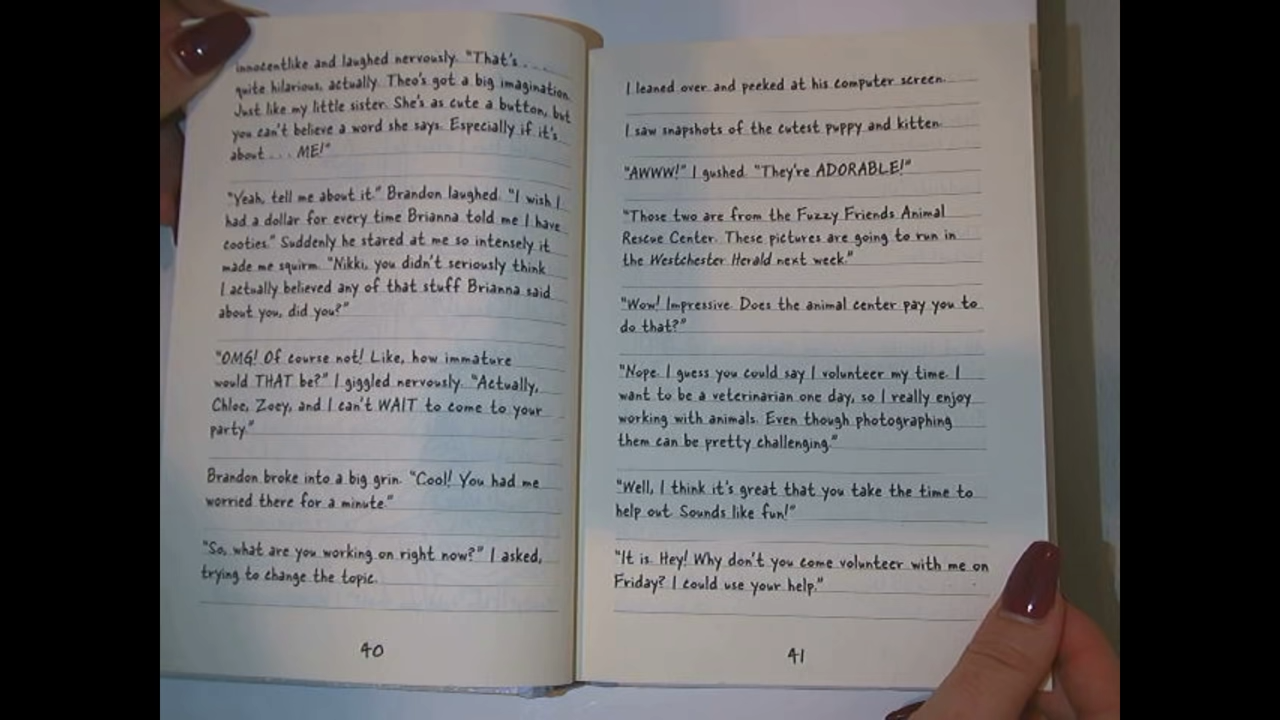 innocentlike and laughed nervously. "That's . . .
quite hilarious, actually. Theo's got a big imagination.
Just like my little sister. She's as cute a button, but
you can't believe a word she says. Especially if it's
about . . . ME!"
"Yeah, tell me about it." Brandon laughed. "I wish I
had a dollar for every time Brianna told me I have
cooties." Suddenly he stared at me so intensely it
made me squirm. "Nikki, you didn't seriously think
I actually believed any of that stuff Brianna said
about you, did you?"
"OMG! Of course not! Like, how immature
would THAT be?" I giggled nervously. "Actually,
Chloe, Zoey, and I can't WAIT to come to your
party."
Brandon broke into a big grin. "Cool! You had me
worried there for a minute."
"So, what are you working on right now?" I asked,
trying to change the topic.
40
I leaned over and peeked at his computer screen.
I saw snapshots of the cutest puppy and kitten.
"AWWW!" I gushed. "They're ADORABLE!"
"Those two are from the Fuzzy Friends Animal
Rescue Center. These pictures are going to run in
the Westchester Herald next week."
"Wow! Impressive. Does the animal center pay you to
do that?"
"Nope. I guess you could say I volunteer my time. I
want to be a veterinarian one day, so I really enjoy
working with animals. Even though photographing
them can be pretty challenging."
"Well, I think it's great that you take the time to
help out. Sounds like fun!"
"It is. Hey! Why don't you come volunteer with me on
Friday? I could use your help."
41